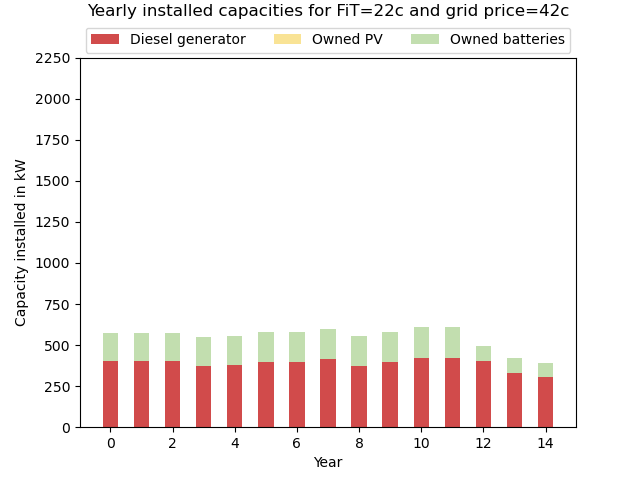 Yearly installed capacities for FiT=22c and grid price=42c
Diesel generator Owned PV Owned batteries
2250
2000
1750
1500
1250
1000
750
500
250
0
Capacity installed in kW
0 2 4 6 8 10 12 14
Year